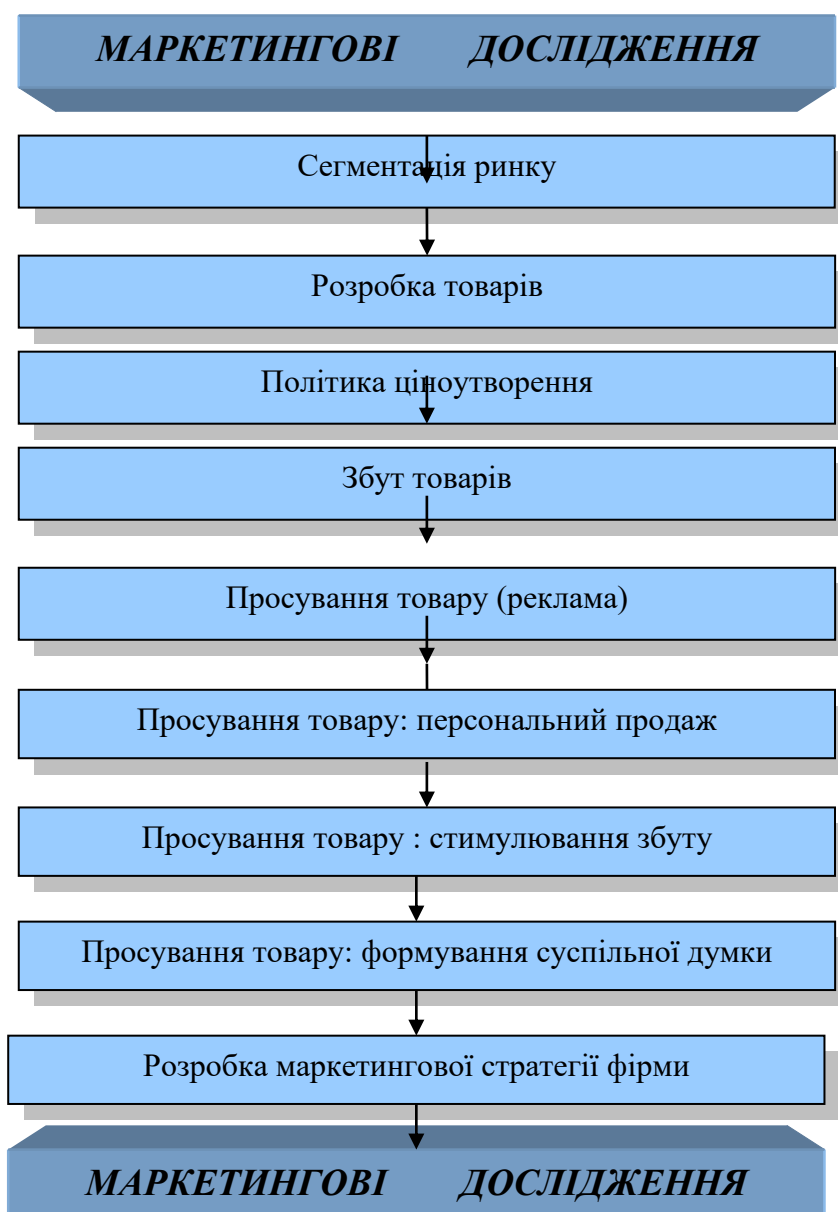 МАРКЕТИНГОВІ ДОСЛІДЖЕННЯ
Сегментація ринку
Розробка товарів
Політика ціноутворення
Збут товарів
Просування товару (реклама)
Просування товару: персональний продаж
Просування товару : стимулювання збуту
Просування товару: формування суспільної думки
Розробка маркетингової стратегії фірми
МАРКЕТИНГОВІ ДОСЛІДЖЕННЯ